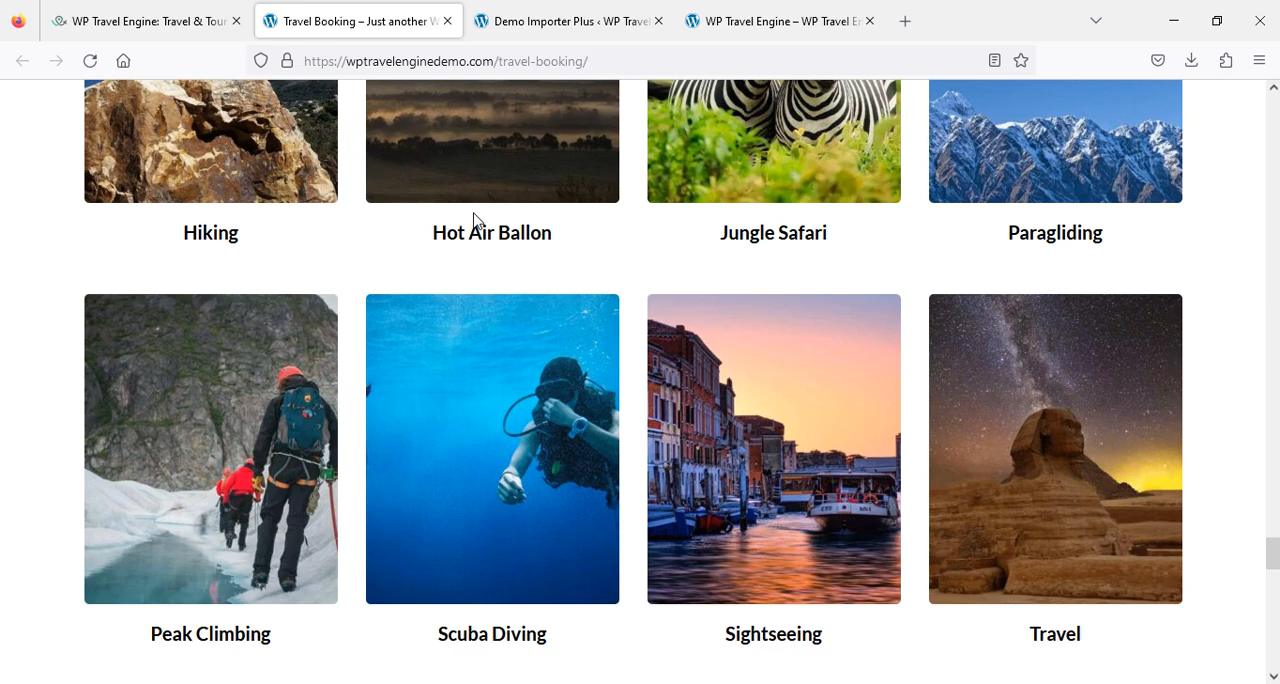 WP Travel Engine: Travel & Tour
Travel Booking – Just another W
Demo Importer Plus ‹ WP Travel
WP Travel Engine – WP Travel En
https://wptravelenginedemo.com/travel-booking/
Hiking
Hot Air Ballon
Jungle Safari
Paragliding
Peak Climbing
Scuba Diving
Sightseeing
Travel